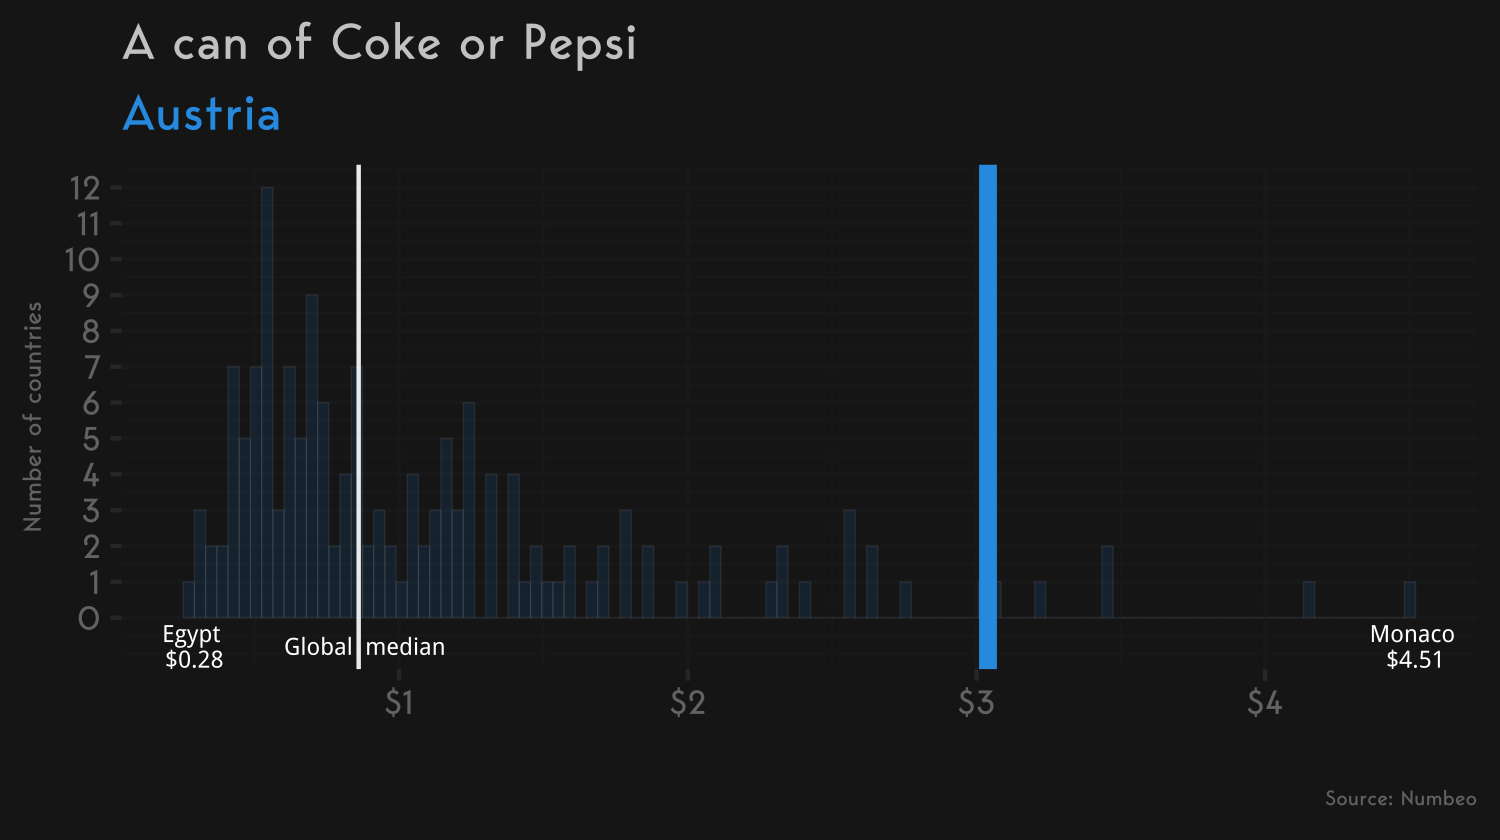 A can of Coke or Pepsi
Austria
Number of countries
12
11
10
9
8
7
6
5
4
3
2
1
0
Egypt
$0.28
Global median
Monaco
$4.51
$1 $2 $3 $4
Source: Numbeo